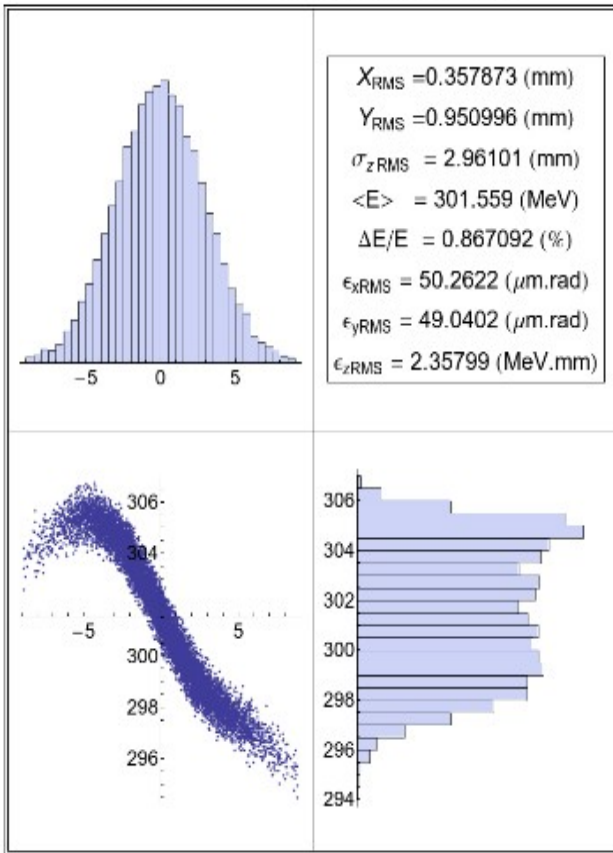 X_RMS =0.357873 (mm)
Y_RMS =0.950996 (mm)
σ_z RMS = 2.96101 (mm)
<E> = 301.559 (MeV)
ΔE/E = 0.867092 (%)
ϵ_xRMS = 50.2622 (μm.rad)
ϵ_yRMS = 49.0402 (μm.rad)
ϵ_zRMS = 2.35799 (MeV.mm)
−5 0 5
306
304
−5 5
300
298
296
306
304
302
300
298
296
294